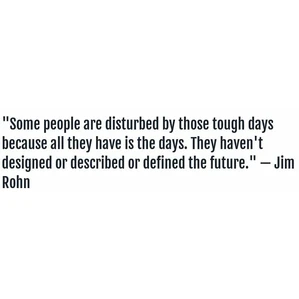 "Some people are disturbed by those tough days
because all they have is the days. They haven't
designed or described or defined the future." — Jim
Rohn